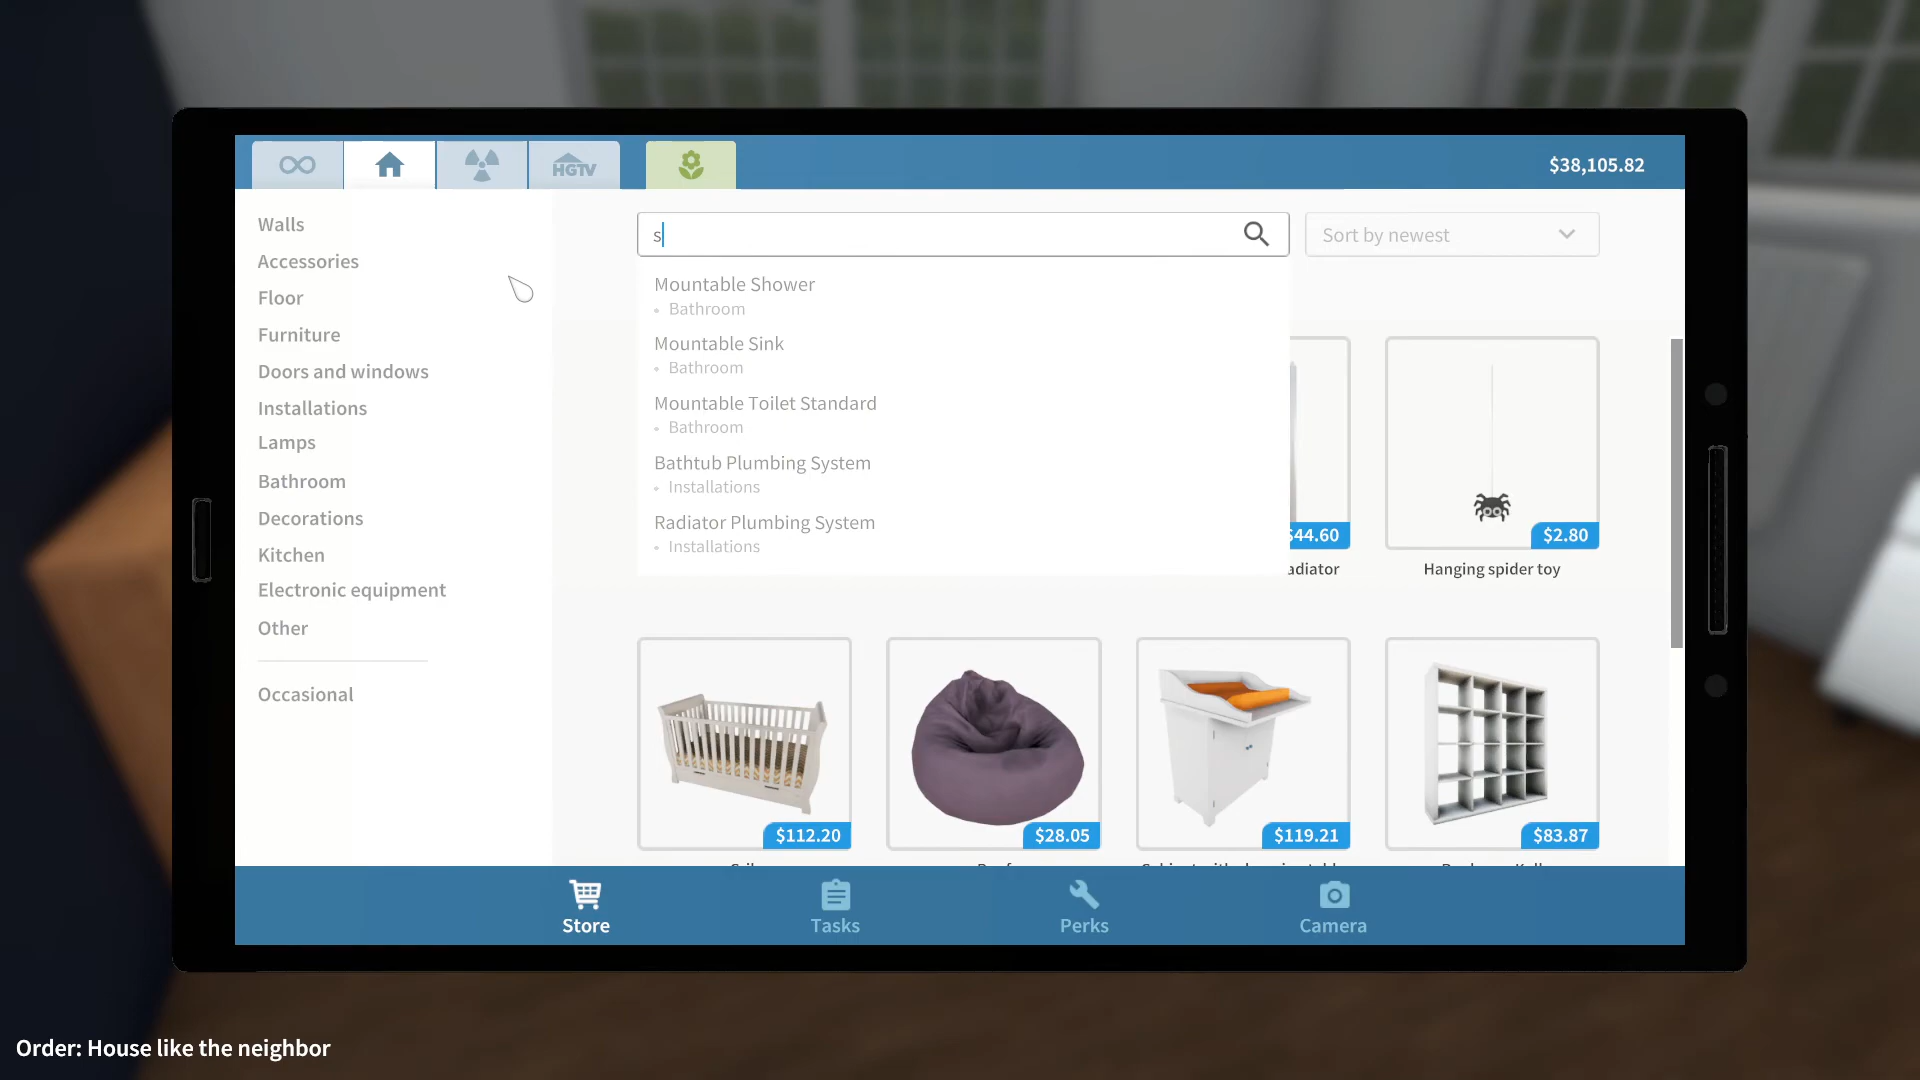 HGTV
$38,105.82
Walls
Accessories
Floor
Furniture
Doors and windows
Installations
Lamps
Bathroom
Decorations
Kitchen
Electronic equipment
Other
Occasional
s
Sort by newest
Mountable Shower
• Bathroom
Mountable Sink
• Bathroom
Mountable Toilet Standard
• Bathroom
Bathtub Plumbing System
• Installations
Radiator Plumbing System
• Installations
$44.60
$2.80
adiator
Hanging spider toy
$112.20
$28.05
$119.21
$83.87
Store
Tasks
Perks
Camera
Order: House like the neighbor